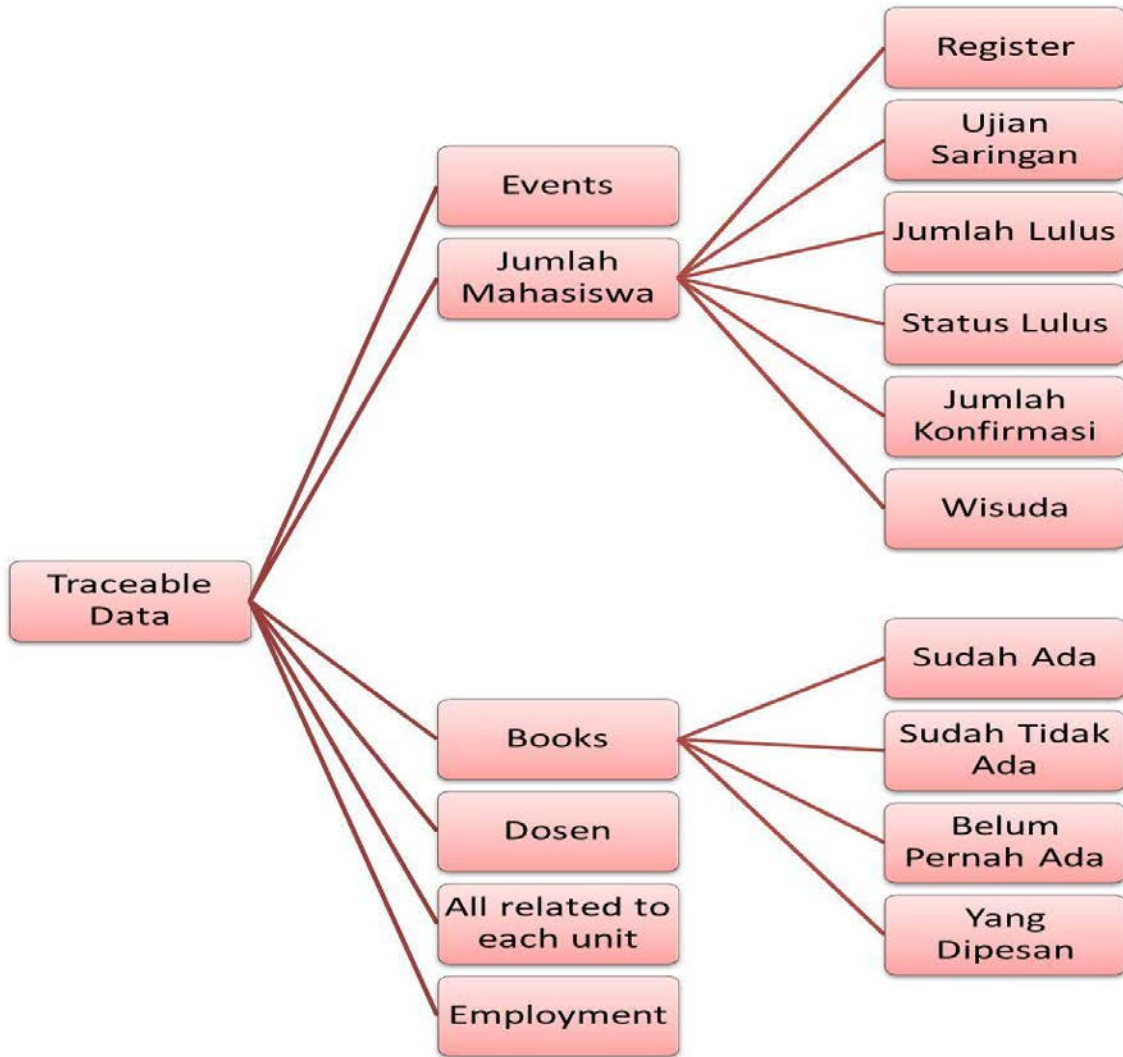 Traceable
Data
Events
Jumlah
Mahasiswa
Register
Ujian
Saringan
Jumlah Lulus
Status Lulus
Jumlah
Konfirmasi
Wisuda
Books
Sudah Ada
Sudah Tidak
Ada
Belum
Pernah Ada
Yang
Dipesan
Dosen
All related to
each unit
Employment